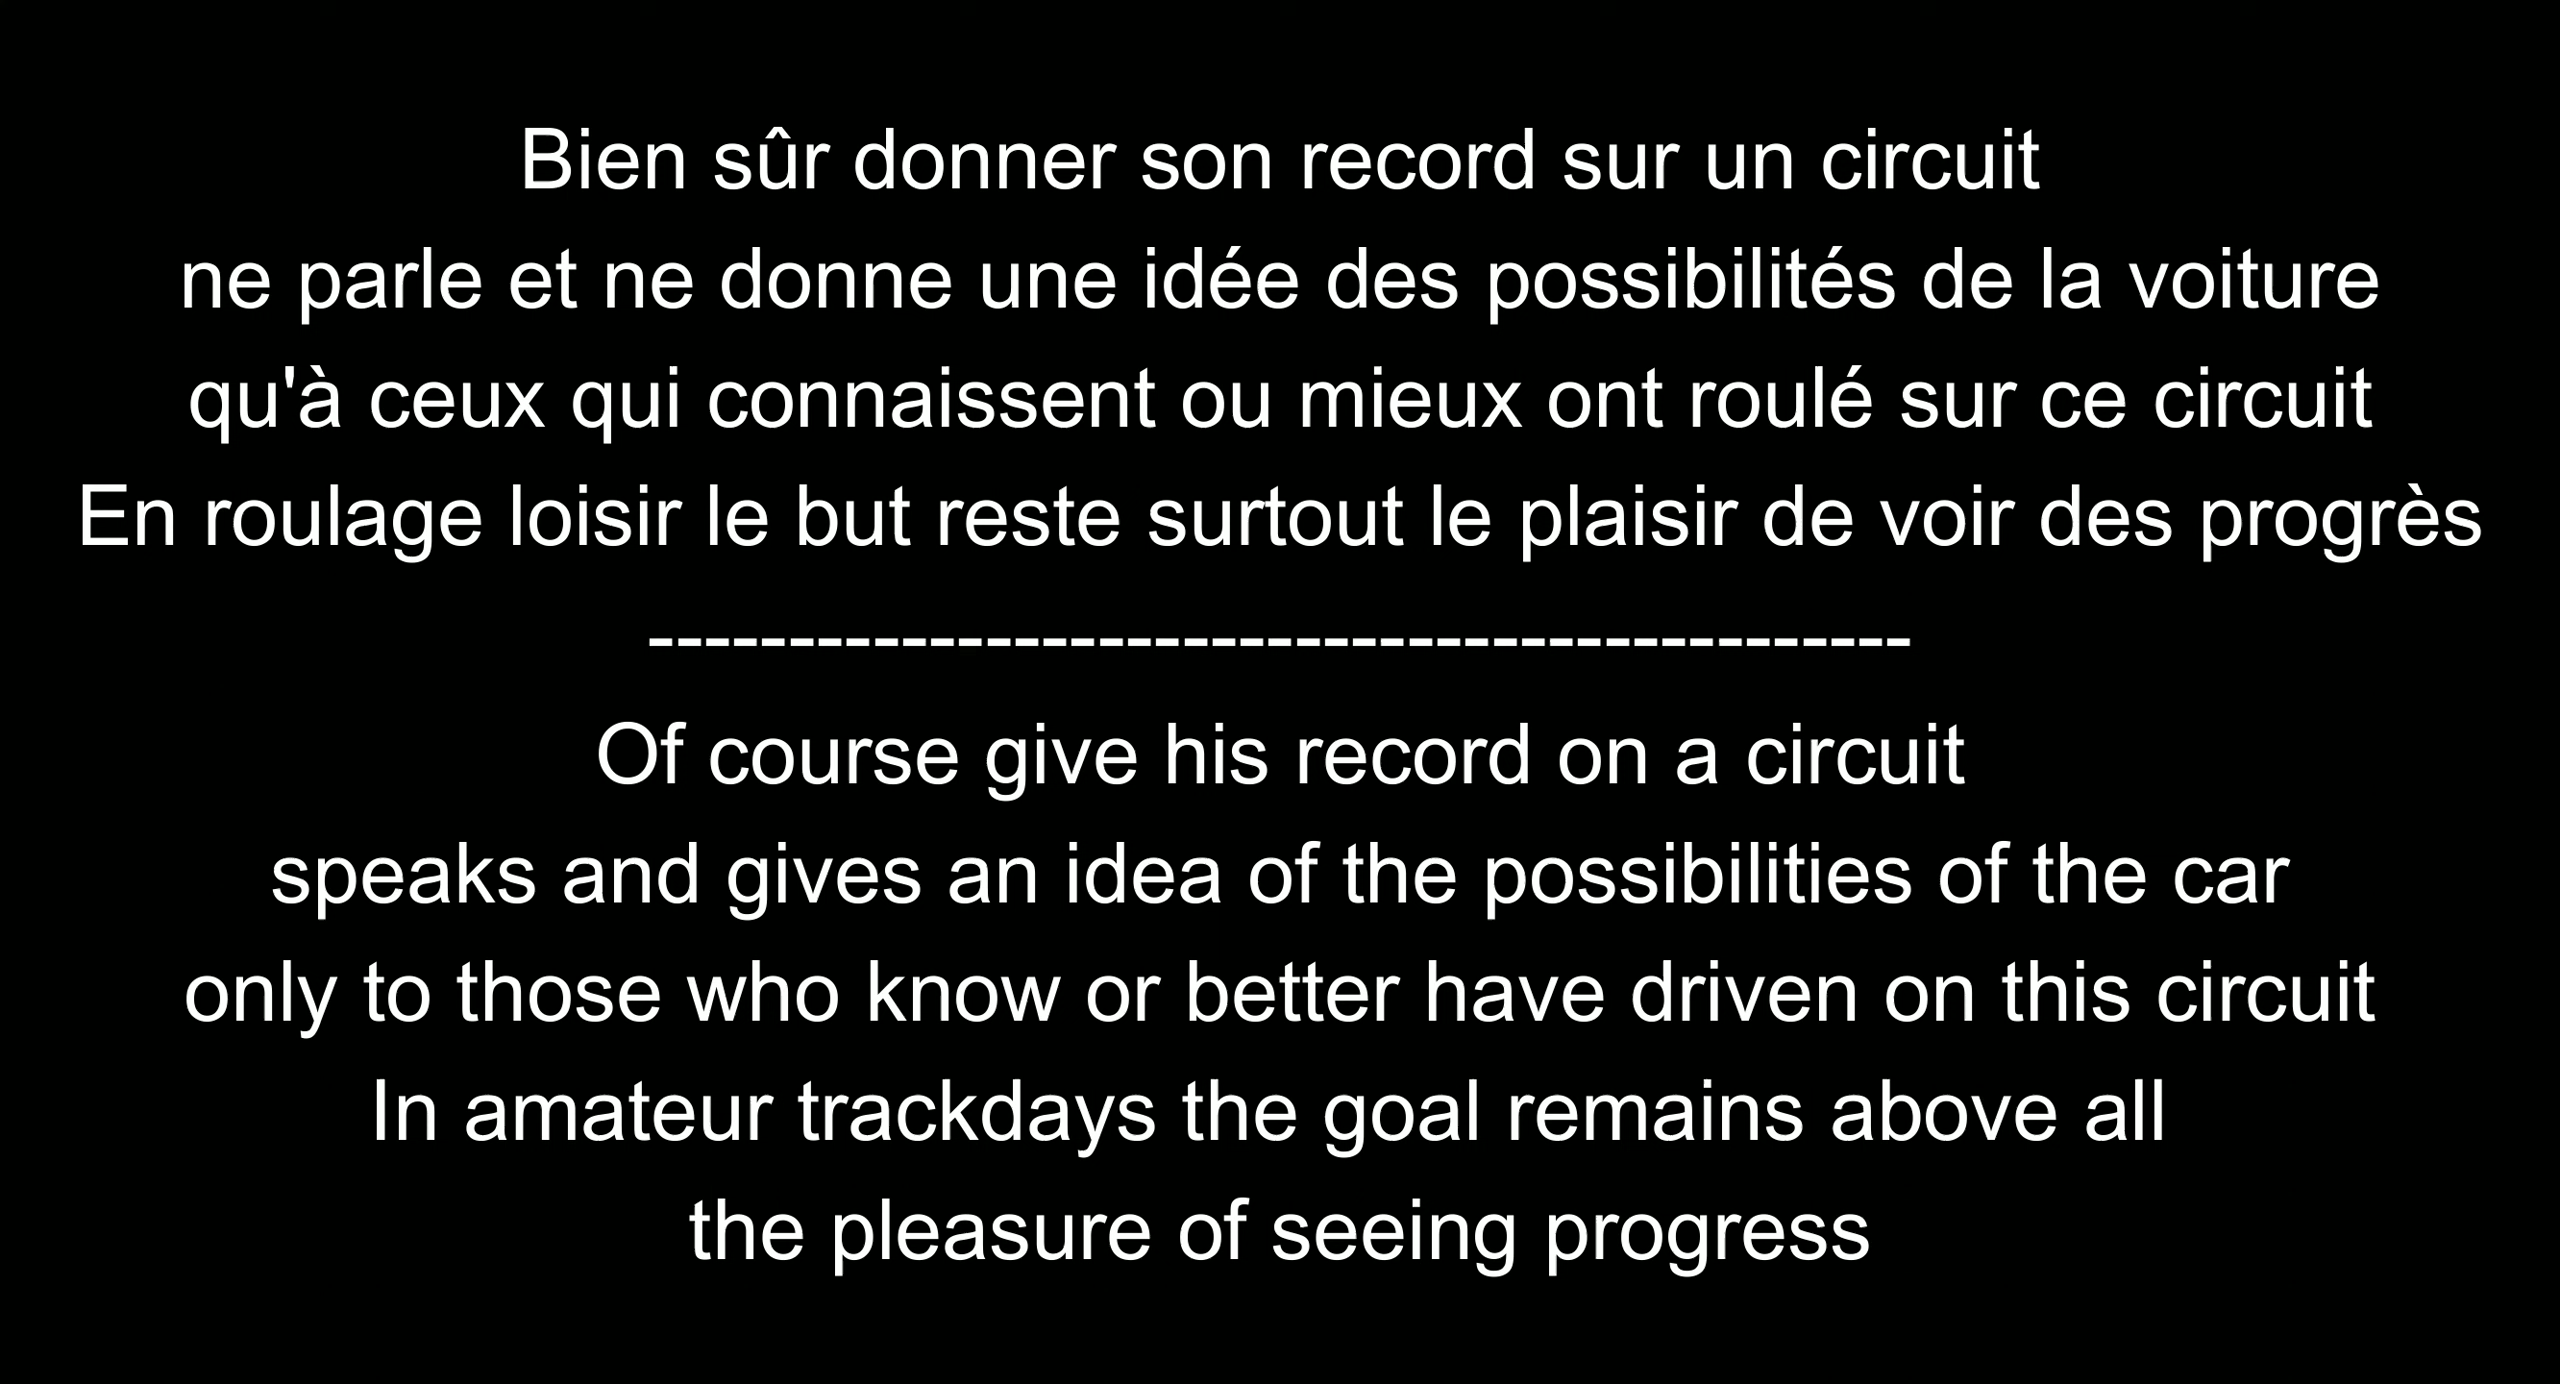 Bien sûr donner son record sur un circuit
ne parle et ne donne une idée des possibilités de la voiture
qu'à ceux qui connaissent ou mieux ont roulé sur ce circuit
En roulage loisir le but reste surtout le plaisir de voir des progrès
---------------------------------------------
Of course give his record on a circuit
speaks and gives an idea of the possibilities of the car
only to those who know or better have driven on this circuit
In amateur trackdays the goal remains above all
the pleasure of seeing progress